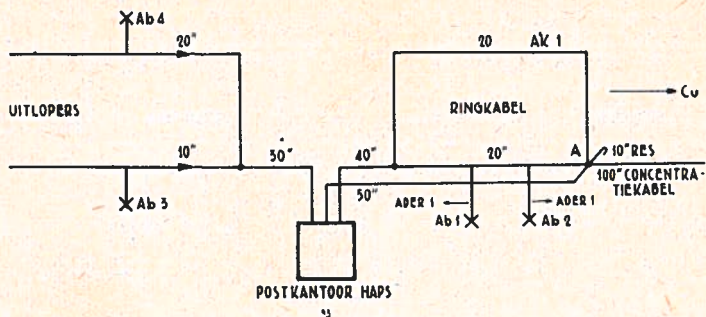 Ab 4
20"
20 AK 1
Cu
UITLOPERS
RINGKABEL
10"
30"
40"
20"
A
10" RES
100" CONCENTRA-
TIEKABEL
50"
ADER 1
ADER 1
Ab 3
Ab 1
Ab 2
POSTKANTOOR HAPS